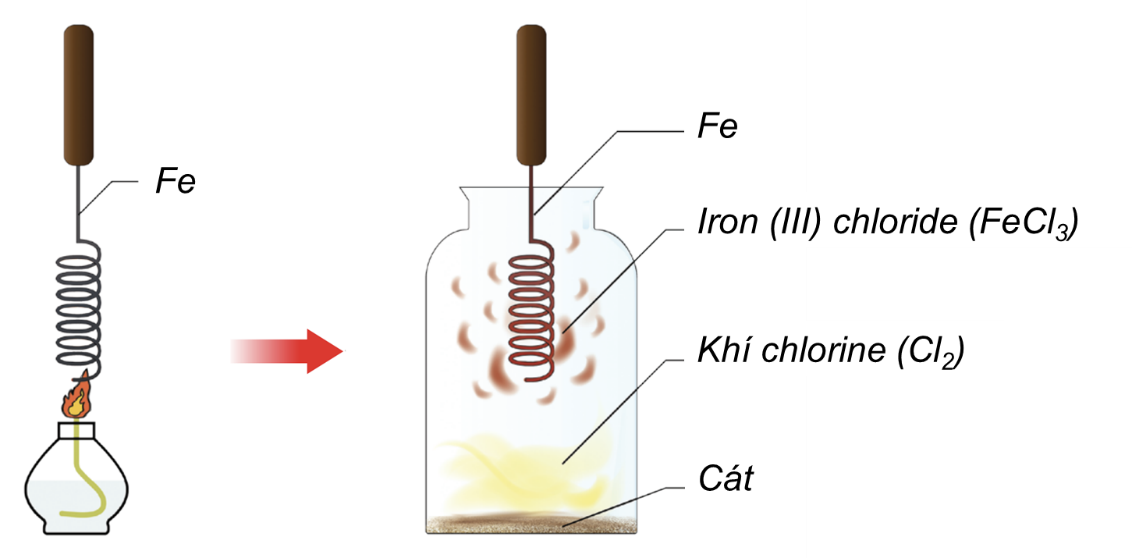 Fe
Fe
Iron (III) chloride (FeCl₃)
Khí chlorine (Cl₂)
Cát